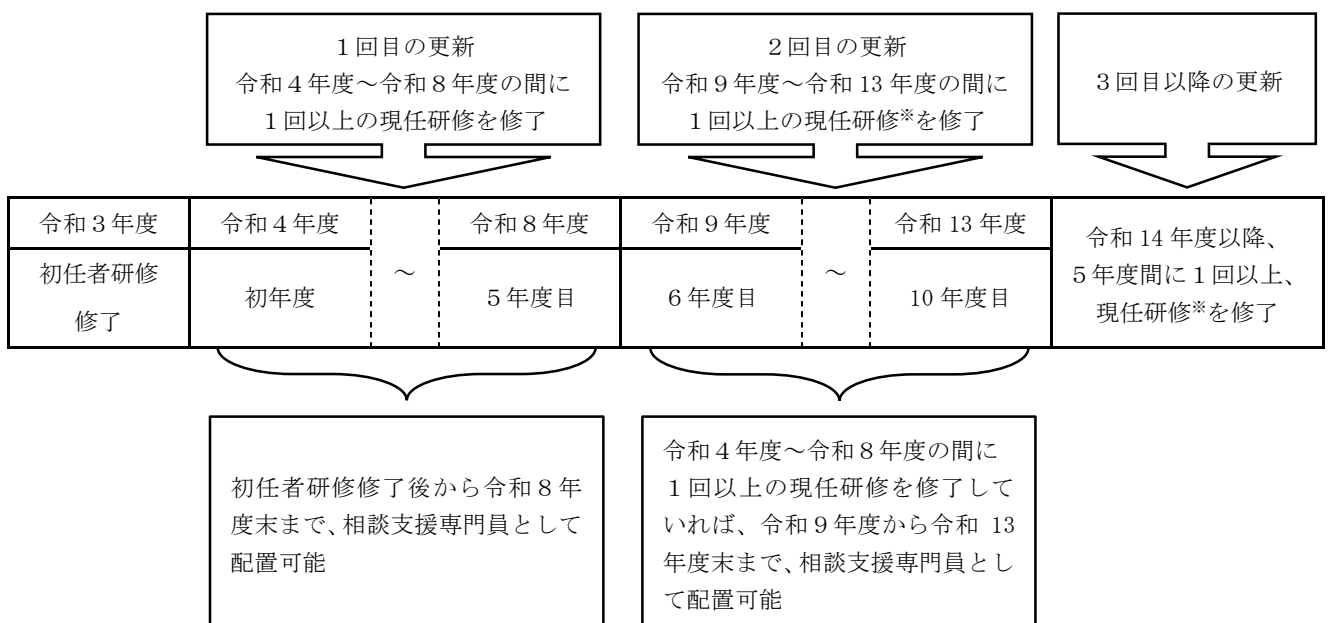 １回目の更新
令和４年度～令和８年度の間に
１回以上の現任研修を修了
２回目の更新
令和９年度～令和 13 年度の間に
１回以上の現任研修※を修了
３回目以降の更新
令和３年度
令和４年度
～
令和８年度
令和９年度
～
令和 13 年度
令和 14 年度以降、
５年度間に１回以上、
現任研修※を修了
初任者研修
修了
初年度
５年度目
６年度目
10 年度目
初任者研修修了後から令和８年
度末まで、相談支援専門員として
配置可能
令和４年度～令和８年度の間に
１回以上の現任研修を修了して
いれば、令和９年度から令和 13
年度末まで、相談支援専門員とし
て配置可能